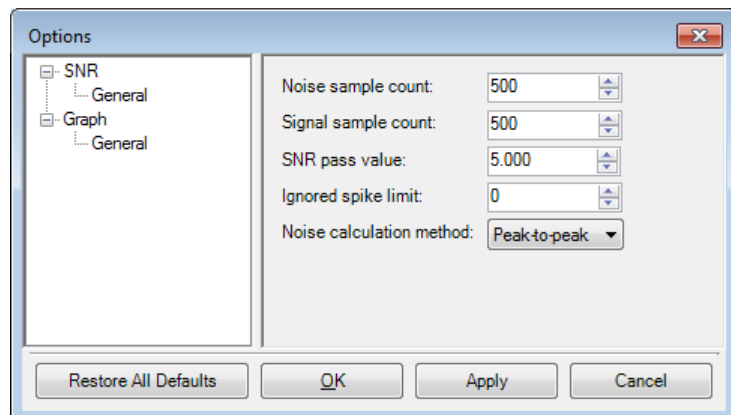 Options
SNR
General
Graph
General
Noise sample count: 500
Signal sample count: 500
SNR pass value: 5.000
Ignored spike limit: 0
Noise calculation method: Peak-to-peak
Restore All Defaults OK Apply Cancel